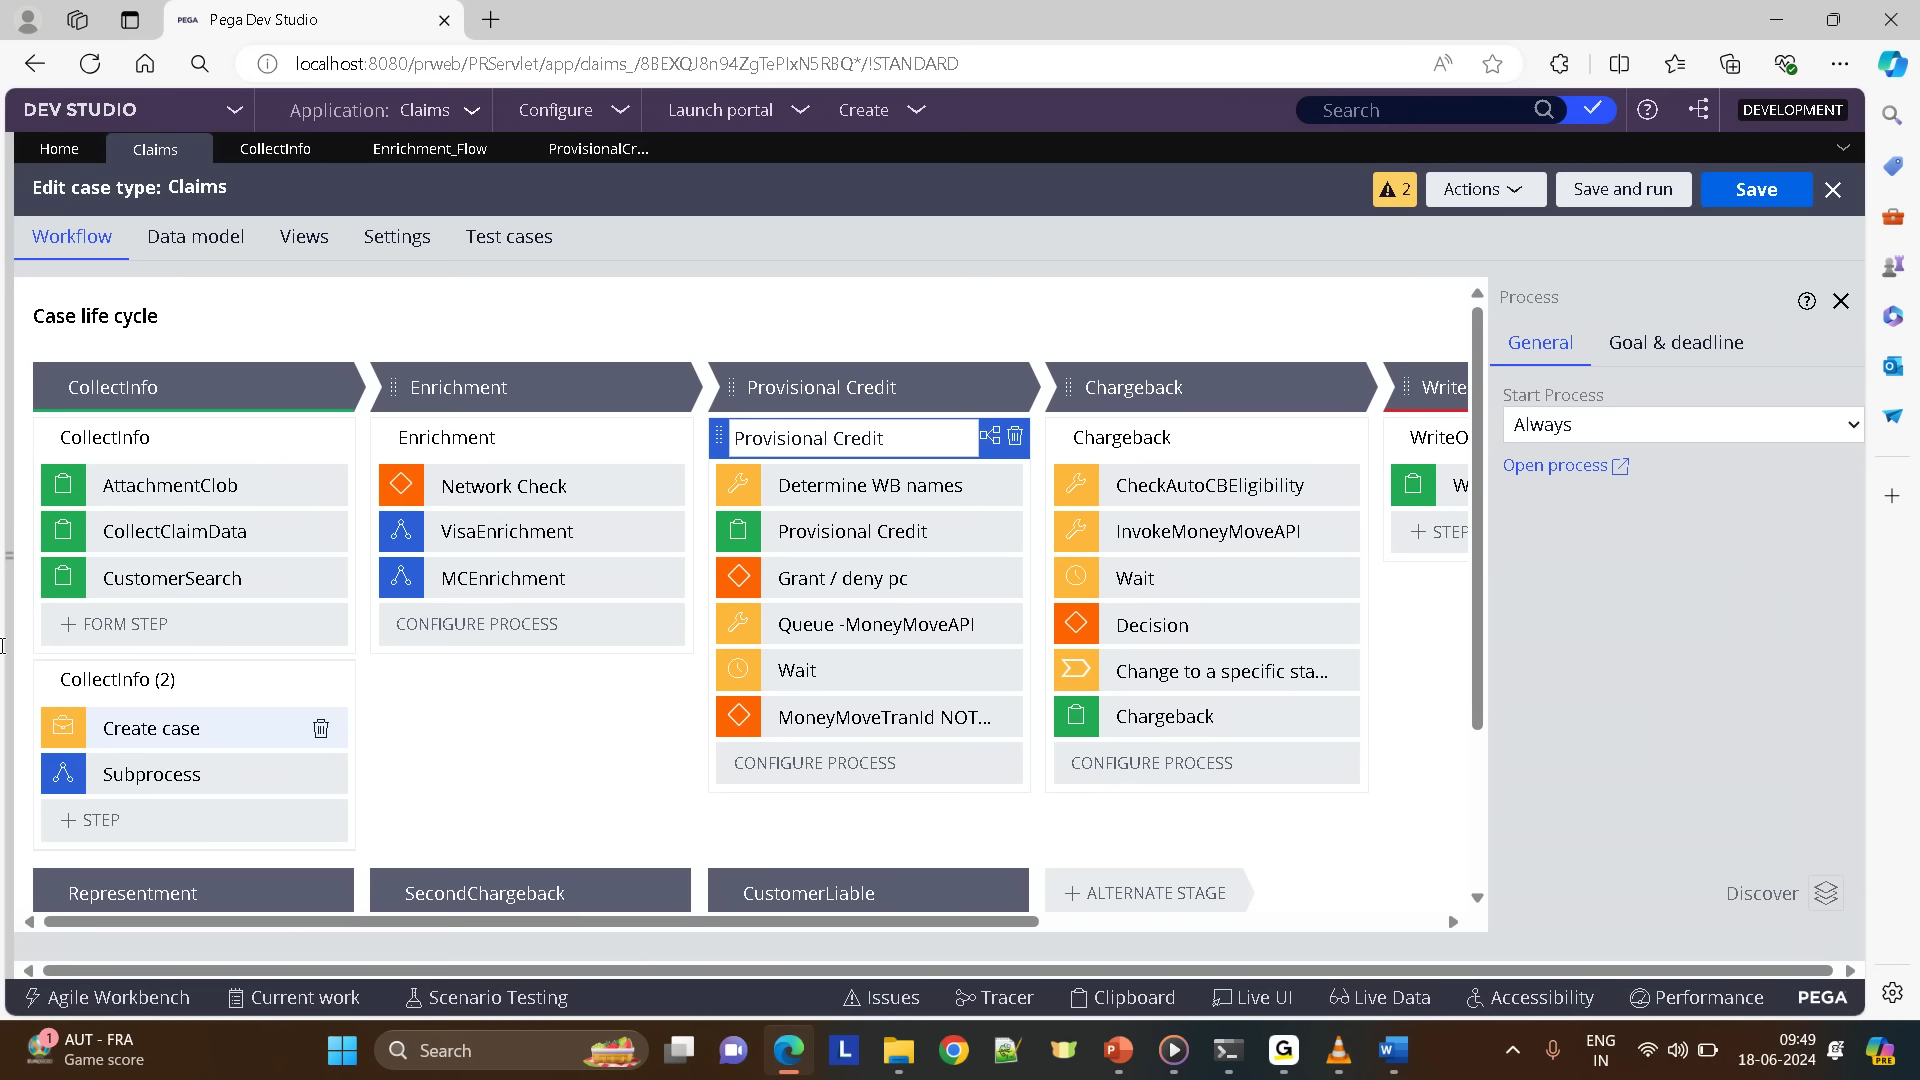 PEGA Pega Dev Studio
localhost:8080/prweb/PRServlet/app/claims_/8BEXQJ8n94ZgTePIxN5RBQ*/!STANDARD
DEV STUDIO Application: Claims Configure Launch portal Create Search DEVELOPMENT
Home Claims CollectInfo Enrichment_Flow ProvisionalCr...
Edit case type: Claims 2 Actions Save and run Save
Workflow Data model Views Settings Test cases
Case life cycle
CollectInfo
CollectInfo
AttachmentClob
CollectClaimData
CustomerSearch
+ FORM STEP
CollectInfo (2)
Create case
Subprocess
+ STEP
Enrichment
Enrichment
Network Check
VisaEnrichment
MCEnrichment
CONFIGURE PROCESS
Provisional Credit
Provisional Credit
Determine WB names
Provisional Credit
Grant / deny pc
Queue -MoneyMoveAPI
Wait
MoneyMoveTranId NOT...
CONFIGURE PROCESS
Chargeback
Chargeback
CheckAutoCBEligibility
InvokeMoneyMoveAPI
Wait
Decision
Change to a specific sta...
Chargeback
CONFIGURE PROCESS
Write
WriteO
W
+ STEP
Representment SecondChargeback CustomerLiable + ALTERNATE STAGE
Process
General Goal & deadline
Start Process
Always
Open process
Discover
Agile Workbench Current work Scenario Testing Issues Tracer Clipboard Live UI Live Data Accessibility Performance PEGA
1 AUT - FRA
Game score
Search
ENG
IN
09:49
18-06-2024